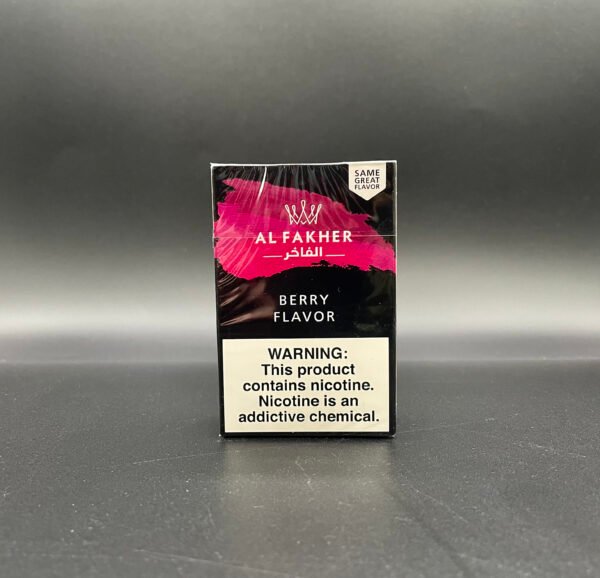 SAME
GREAT
FLAVOR
AL FAKHER
الفاخر
BERRY
FLAVOR
WARNING:
This product
contains nicotine.
Nicotine is an
addictive chemical.